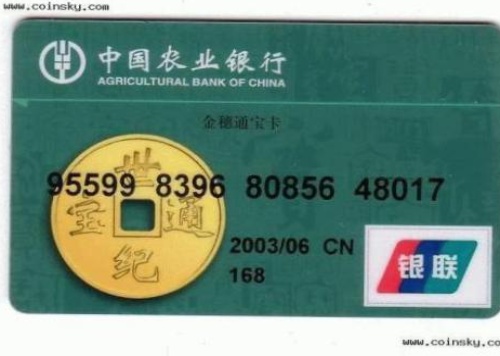 www.coinsky.com
中国农业银行
AGRICULTURAL BANK OF CHINA
金穗通宝卡
世
95599 8396 80856 48017
宝 通
纪
2003/06 CN
168
银联
www.coinsky.com